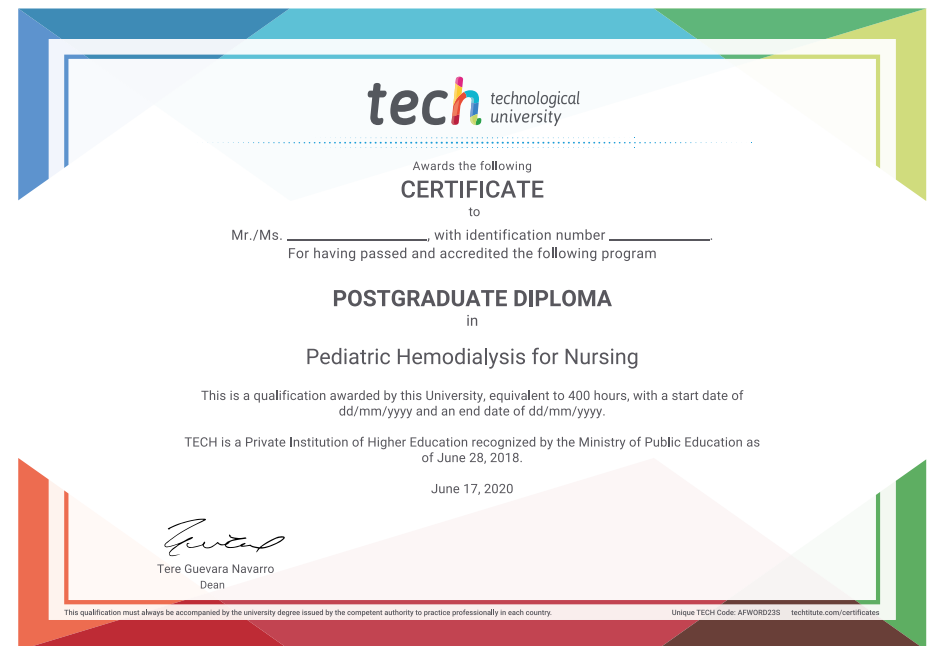 tech technological
university
Awards the following
CERTIFICATE
to
Mr./Ms. ____________________, with identification number ______________.
For having passed and accredited the following program
POSTGRADUATE DIPLOMA
in
Pediatric Hemodialysis for Nursing
This is a qualification awarded by this University, equivalent to 400 hours, with a start date of
dd/mm/yyyy and an end date of dd/mm/yyyy.
TECH is a Private Institution of Higher Education recognized by the Ministry of Public Education as
of June 28, 2018.
June 17, 2020
Tere Guevara Navarro
Dean
This qualification must always be accompanied by the university degree issued by the competent authority to practice professionally in each country. Unique TECH Code: AFWORD23S techtitute.com/certificates